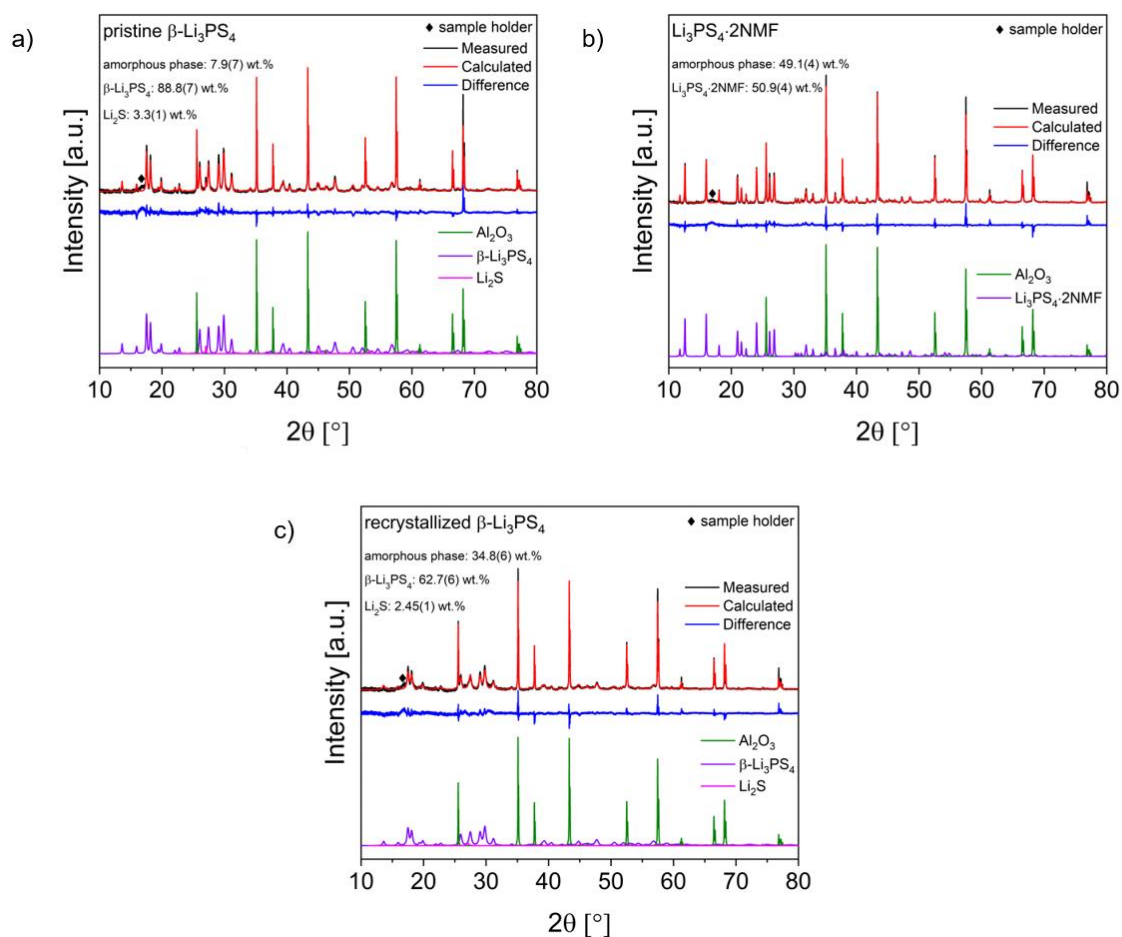 a)
pristine β-Li₃PS₄
♦ sample holder
Measured
Calculated
Difference
amorphous phase: 7.9(7) wt.%
β-Li₃PS₄: 88.8(7) wt.%
Li₂S: 3.3(1) wt.%
Al₂O₃
β-Li₃PS₄
Li₂S
Intensity [a.u.]
10 20 30 40 50 60 70 80
2θ [°]
b)
Li₃PS₄·2NMF
♦ sample holder
amorphous phase: 49.1(4) wt.%
Li₃PS₄·2NMF: 50.9(4) wt.%
Measured
Calculated
Difference
Al₂O₃
Li₃PS₄·2NMF
Intensity [a.u.]
10 20 30 40 50 60 70 80
2θ [°]
c)
recrystallized β-Li₃PS₄
♦ sample holder
amorphous phase: 34.8(6) wt.%
β-Li₃PS₄: 62.7(6) wt.%
Li₂S: 2.45(1) wt.%
Measured
Calculated
Difference
Al₂O₃
β-Li₃PS₄
Li₂S
Intensity [a.u.]
10 20 30 40 50 60 70 80
2θ [°]